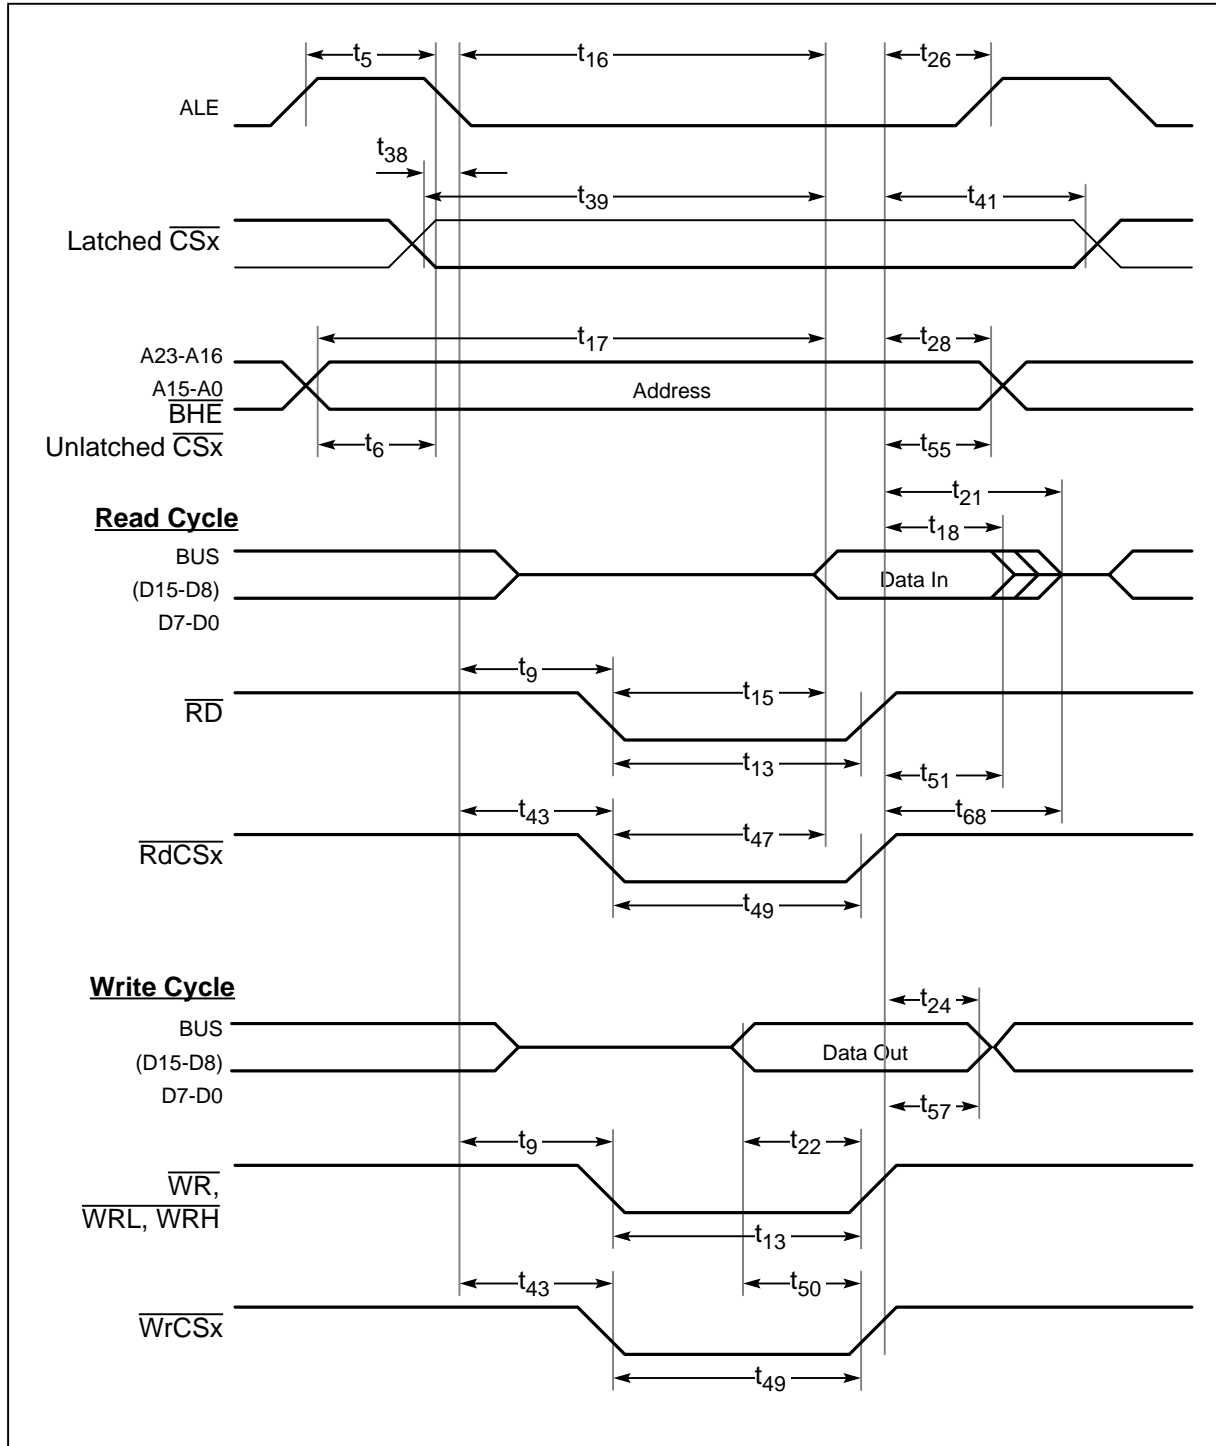 t5
t16
t26
ALE
t38
t39
t41
Latched CSx
t17
t28
A23-A16
A15-A0
Address
BHE
Unlatched CSx
t6
t55
t21
Read Cycle
t18
BUS
(D15-D8)
Data In
D7-D0
t9
t15
RD
t13
t51
t43
t68
t47
RdCSx
t49
Write Cycle
t24
BUS
(D15-D8)
Data Out
D7-D0
t57
t9
t22
WR,
WRL, WRH
t13
t43
t50
WrCSx
t49